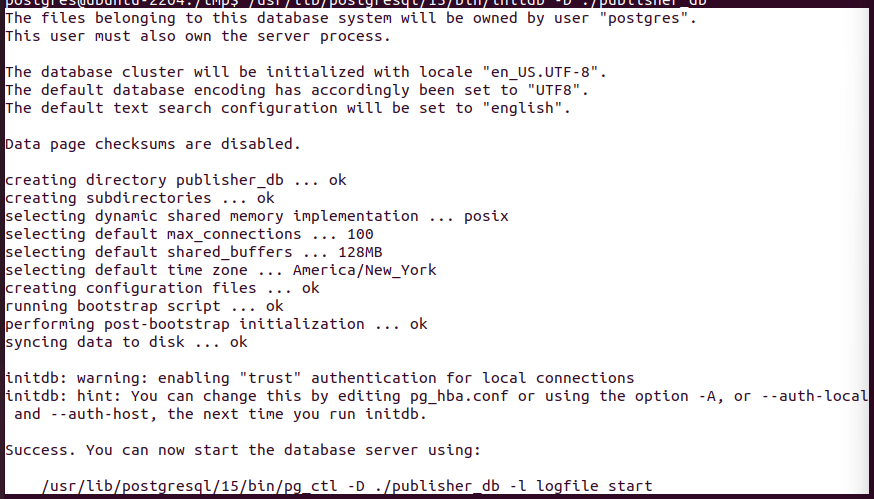 postgres@ubuntu-2204:/tmp$ /usr/lib/postgresql/15/bin/initdb -D ./publisher_db
The files belonging to this database system will be owned by user "postgres".
This user must also own the server process.
The database cluster will be initialized with locale "en_US.UTF-8".
The default database encoding has accordingly been set to "UTF8".
The default text search configuration will be set to "english".
Data page checksums are disabled.
creating directory publisher_db ... ok
creating subdirectories ... ok
selecting dynamic shared memory implementation ... posix
selecting default max_connections ... 100
selecting default shared_buffers ... 128MB
selecting default time zone ... America/New_York
creating configuration files ... ok
running bootstrap script ... ok
performing post-bootstrap initialization ... ok
syncing data to disk ... ok
initdb: warning: enabling "trust" authentication for local connections
initdb: hint: You can change this by editing pg_hba.conf or using the option -A, or --auth-local
and --auth-host, the next time you run initdb.
Success. You can now start the database server using:
/usr/lib/postgresql/15/bin/pg_ctl -D ./publisher_db -l logfile start